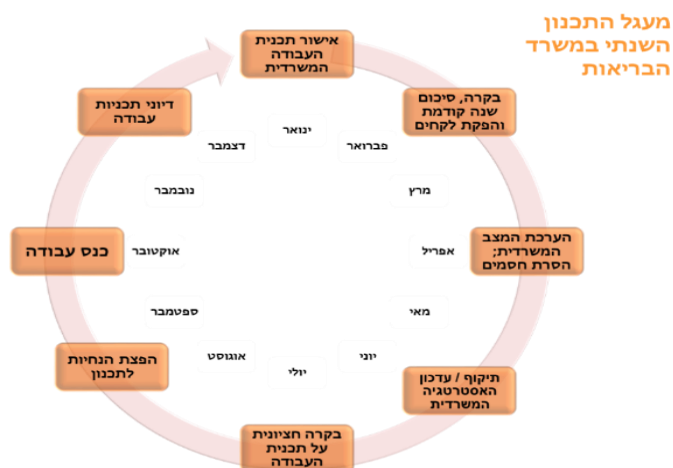 מעגל התכנון
השנתי במשרד
הבריאות
אישור תכנית
העבודה
המשרדית
בקרה, סיכום
שנה קודמת
והפקת לקחים
הערכת המצב
המשרדית;
הסרת חסמים
תיקוף / עדכון
האסטרטגיה
המשרדית
בקרה חציונית
על תכנית
העבודה
הפצת הנחיות
לתכנון
כנס עבודה
דיוני תכניות
עבודה
ינואר
פברואר
מרץ
אפריל
מאי
יוני
יולי
אוגוסט
ספטמבר
אוקטובר
נובמבר
דצמבר